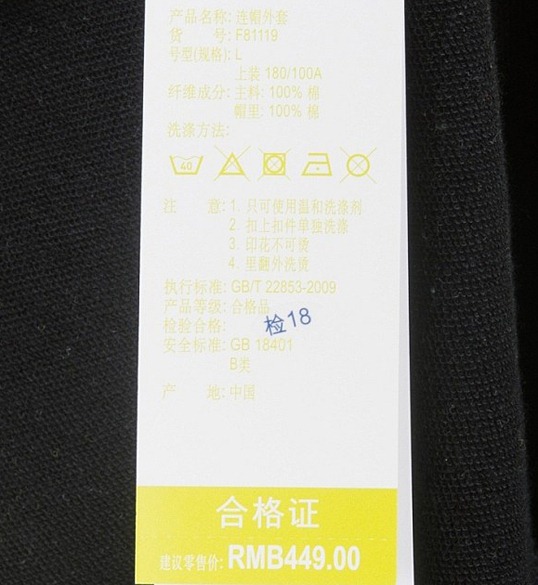 产品名称: 连帽外套
货 号: F81119
号型(规格): L
上装 180/100A
纤维成分: 主料: 100% 棉
帽里: 100% 棉
洗涤方法:
40
注 意: 1. 只可使用温和洗涤剂
2. 扣上扣件单独洗涤
3. 印花不可烫
4. 里翻外洗烫
执行标准: GB/T 22853-2009
产品等级: 合格品
检验合格: 检18
安全标准: GB 18401
B类
产 地: 中国
合格证
建议零售价: RMB449.00